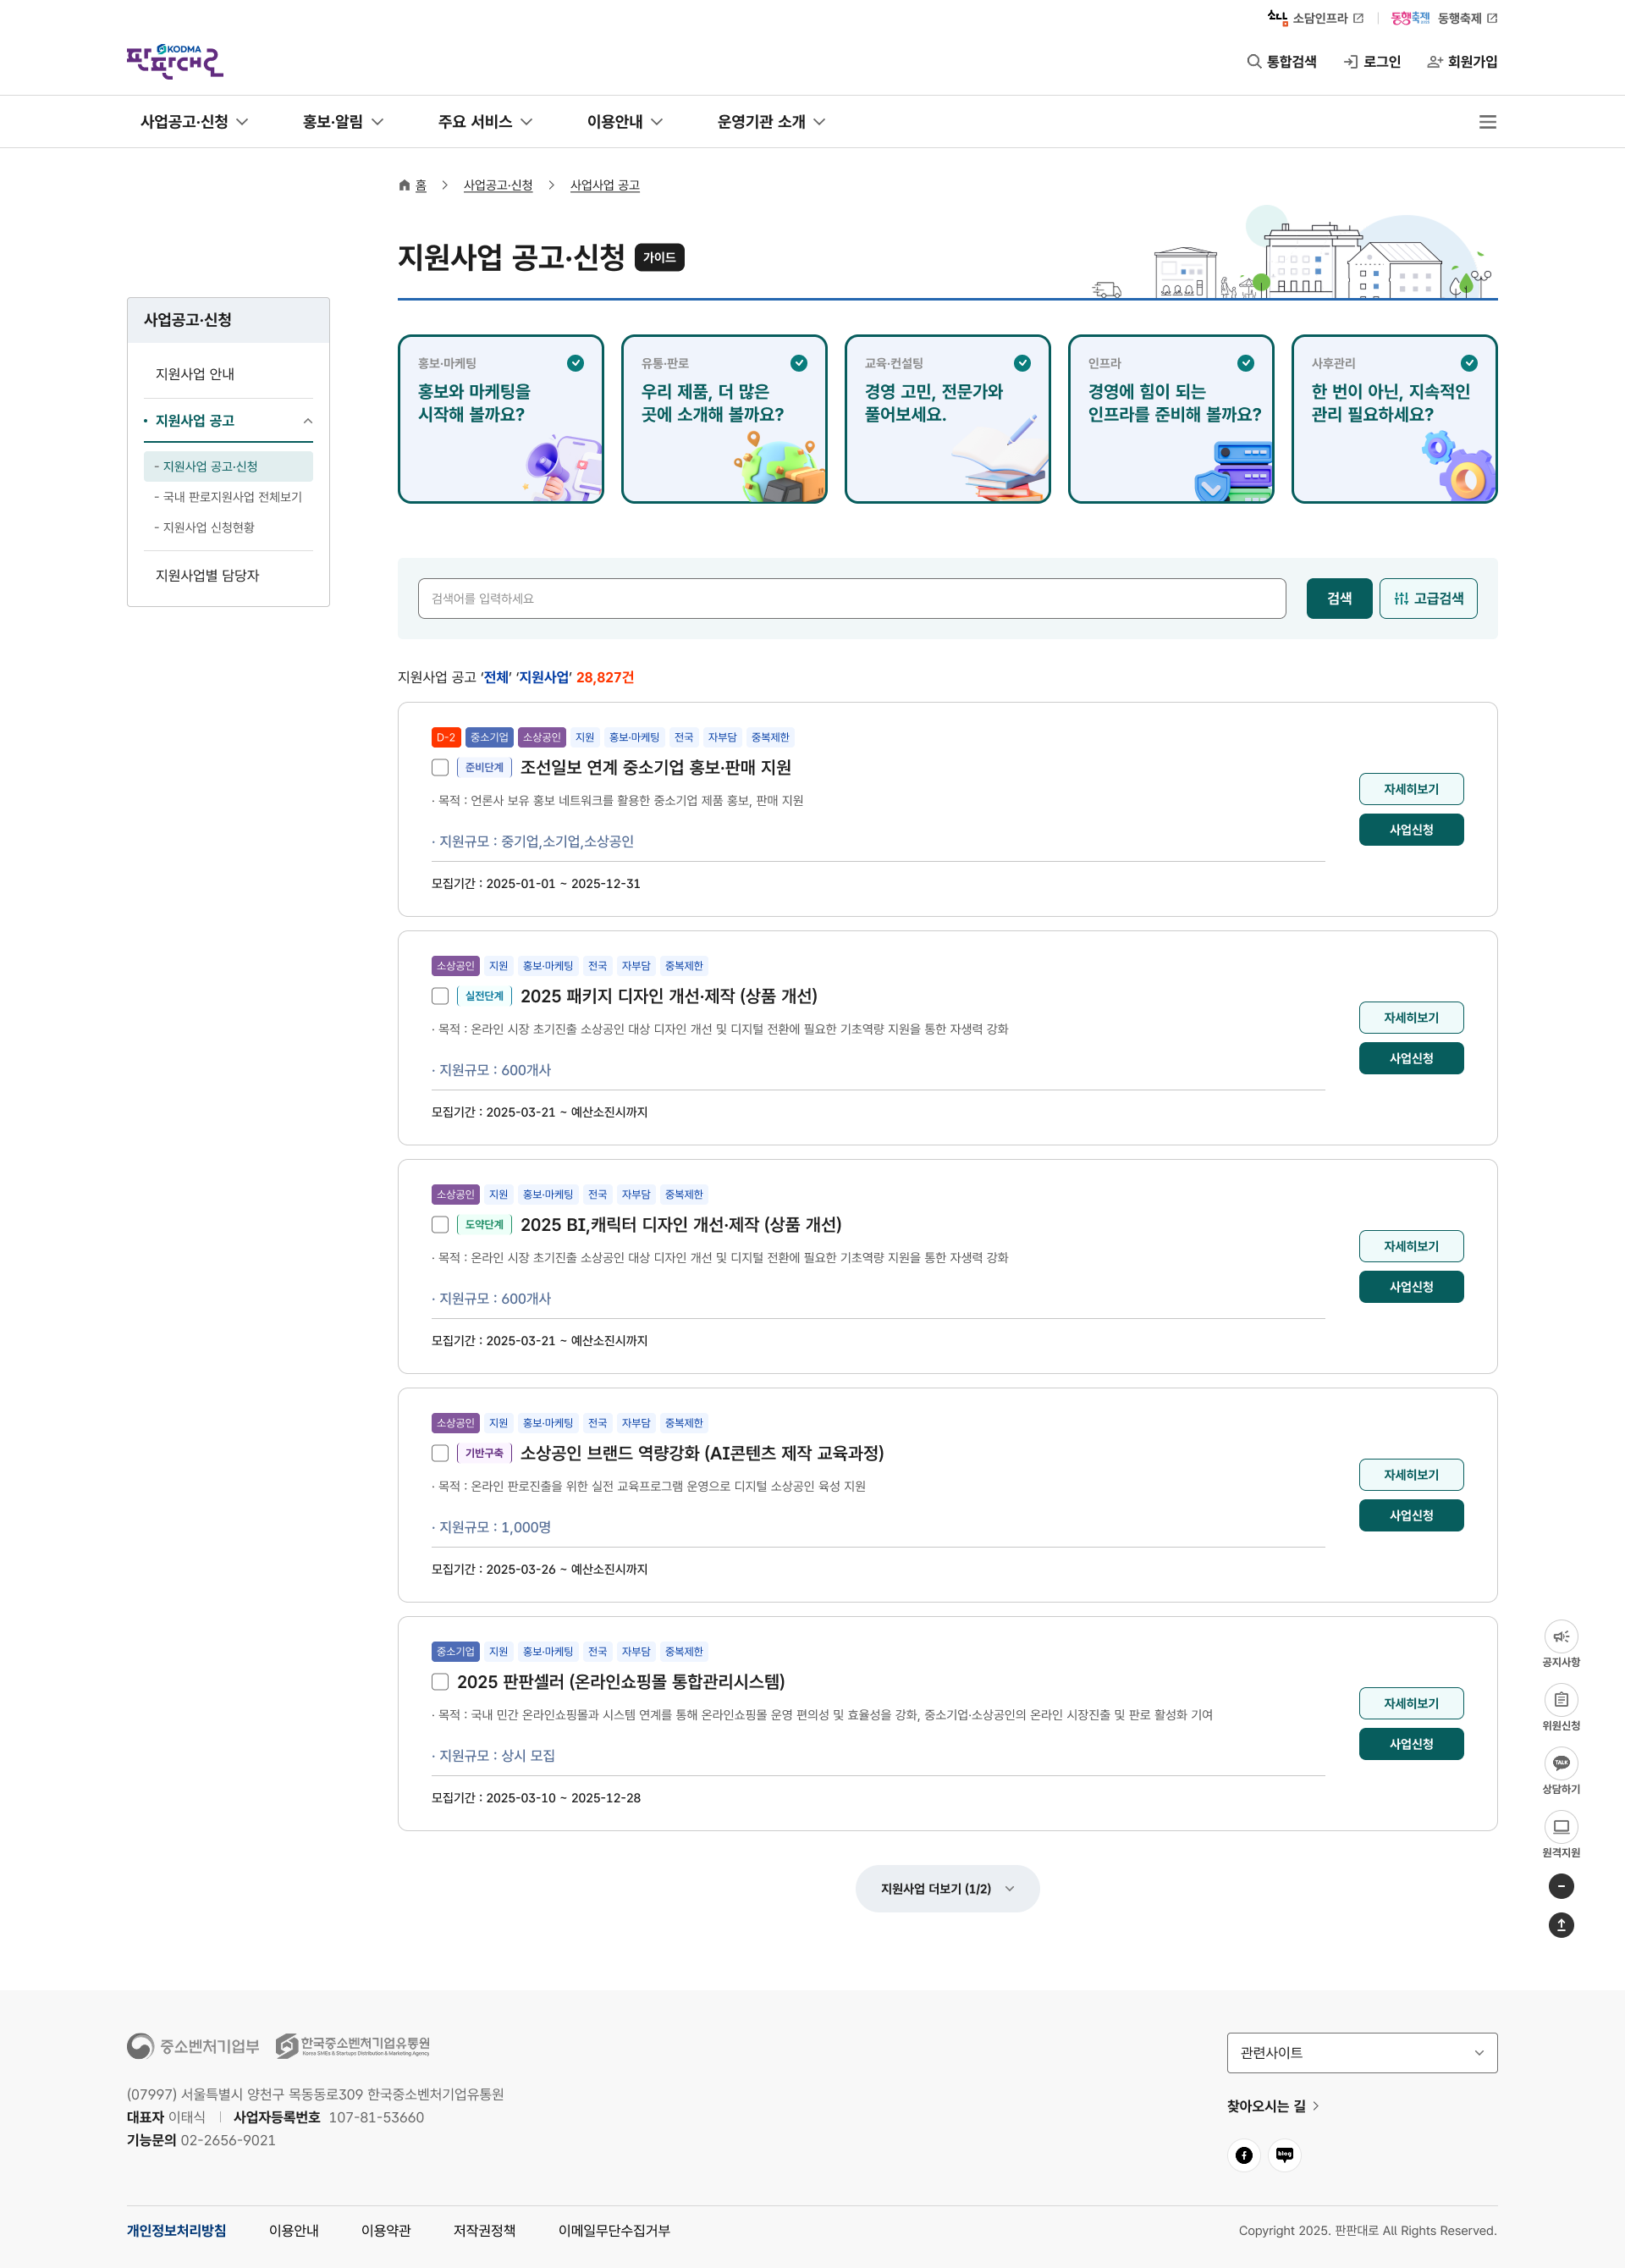 소담 소담인프라
동행축제 동행축제
KODMA
판판대로
통합검색
로그인
회원가입
사업공고·신청
홍보·알림
주요 서비스
이용안내
운영기관 소개
홈
사업공고·신청
사업사업 공고
지원사업 공고·신청 가이드
사업공고·신청
지원사업 안내
지원사업 공고
- 지원사업 공고·신청
- 국내 판로지원사업 전체보기
- 지원사업 신청현황
지원사업별 담당자
홍보·마케팅
홍보와 마케팅을
시작해 볼까요?
유통·판로
우리 제품, 더 많은
곳에 소개해 볼까요?
교육·컨설팅
경영 고민, 전문가와
풀어보세요.
인프라
경영에 힘이 되는
인프라를 준비해 볼까요?
사후관리
한 번이 아닌, 지속적인
관리 필요하세요?
검색어를 입력하세요
검색
고급검색
지원사업 공고 ‘전체’ ‘지원사업’ 28,827건
D-2 중소기업 소상공인 지원 홍보·마케팅 전국 자부담 중복제한
준비단계 조선일보 연계 중소기업 홍보·판매 지원
· 목적 : 언론사 보유 홍보 네트워크를 활용한 중소기업 제품 홍보, 판매 지원
· 지원규모 : 중기업,소기업,소상공인
모집기간 : 2025-01-01 ~ 2025-12-31
자세히보기
사업신청
소상공인 지원 홍보·마케팅 전국 자부담 중복제한
실전단계 2025 패키지 디자인 개선·제작 (상품 개선)
· 목적 : 온라인 시장 초기진출 소상공인 대상 디자인 개선 및 디지털 전환에 필요한 기초역량 지원을 통한 자생력 강화
· 지원규모 : 600개사
모집기간 : 2025-03-21 ~ 예산소진시까지
자세히보기
사업신청
소상공인 지원 홍보·마케팅 전국 자부담 중복제한
도약단계 2025 BI,캐릭터 디자인 개선·제작 (상품 개선)
· 목적 : 온라인 시장 초기진출 소상공인 대상 디자인 개선 및 디지털 전환에 필요한 기초역량 지원을 통한 자생력 강화
· 지원규모 : 600개사
모집기간 : 2025-03-21 ~ 예산소진시까지
자세히보기
사업신청
소상공인 지원 홍보·마케팅 전국 자부담 중복제한
기반구축 소상공인 브랜드 역량강화 (AI콘텐츠 제작 교육과정)
· 목적 : 온라인 판로진출을 위한 실전 교육프로그램 운영으로 디지털 소상공인 육성 지원
· 지원규모 : 1,000명
모집기간 : 2025-03-26 ~ 예산소진시까지
자세히보기
사업신청
중소기업 지원 홍보·마케팅 전국 자부담 중복제한
2025 판판셀러 (온라인쇼핑몰 통합관리시스템)
· 목적 : 국내 민간 온라인쇼핑몰과 시스템 연계를 통해 온라인쇼핑몰 운영 편의성 및 효율성을 강화, 중소기업·소상공인의 온라인 시장진출 및 판로 활성화 기여
· 지원규모 : 상시 모집
모집기간 : 2025-03-10 ~ 2025-12-28
자세히보기
사업신청
지원사업 더보기 (1/2)
공지사항
위원신청
TALK
상담하기
원격지원
중소벤처기업부
한국중소벤처기업유통원
Korea SMEs & Startups Distribution & Marketing Agency
(07997) 서울특별시 양천구 목동동로309 한국중소벤처기업유통원
대표자 이태식 사업자등록번호 107-81-53660
기능문의 02-2656-9021
관련사이트
찾아오시는 길
blog
개인정보처리방침
이용안내
이용약관
저작권정책
이메일무단수집거부
Copyright 2025. 판판대로 All Rights Reserved.